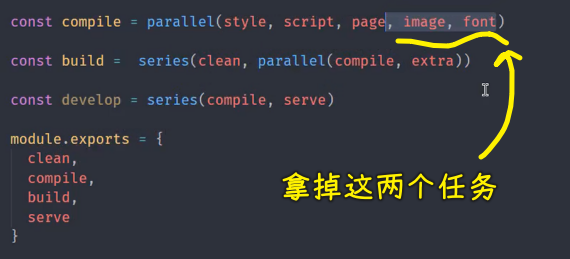 const compile = parallel(style, script, page, image, font)
const build =  series(clean, parallel(compile, extra))
const develop = series(compile, serve)
module.exports = {
  clean,
  compile,
  build,
  serve
}
拿掉这两个任务